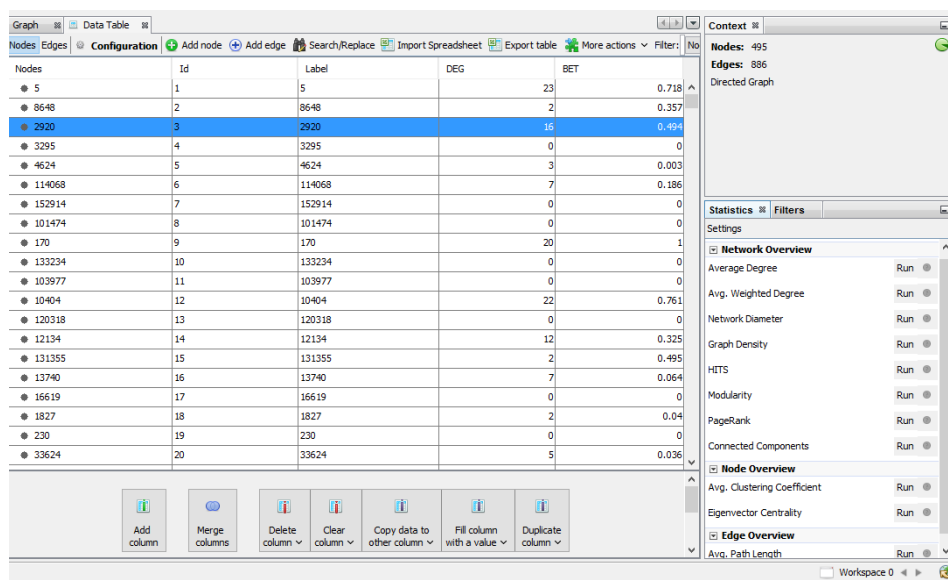 Graph Data Table
Nodes Edges Configuration Add node Add edge Search/Replace Import Spreadsheet Export table More actions Filter: No
Nodes Id Label DEG BET
5 1 5 23 0.718
8648 2 8648 2 0.357
2920 3 2920 16 0.494
3295 4 3295 0 0
4624 5 4624 3 0.003
114068 6 114068 7 0.186
152914 7 152914 0 0
101474 8 101474 0 0
170 9 170 20 1
133234 10 133234 0 0
103977 11 103977 0 0
10404 12 10404 22 0.761
120318 13 120318 0 0
12134 14 12134 12 0.325
131355 15 131355 2 0.495
13740 16 13740 7 0.064
16619 17 16619 0 0
1827 18 1827 2 0.04
230 19 230 0 0
33624 20 33624 5 0.036
Add column
Merge columns
Delete column
Clear column
Copy data to other column
Fill column with a value
Duplicate column
Context
Nodes: 495
Edges: 886
Directed Graph
Statistics Filters
Settings
Network Overview
Average Degree Run
Avg. Weighted Degree Run
Network Diameter Run
Graph Density Run
HITS Run
Modularity Run
PageRank Run
Connected Components Run
Node Overview
Avg. Clustering Coefficient Run
Eigenvector Centrality Run
Edge Overview
Avg. Path Length Run
Workspace 0